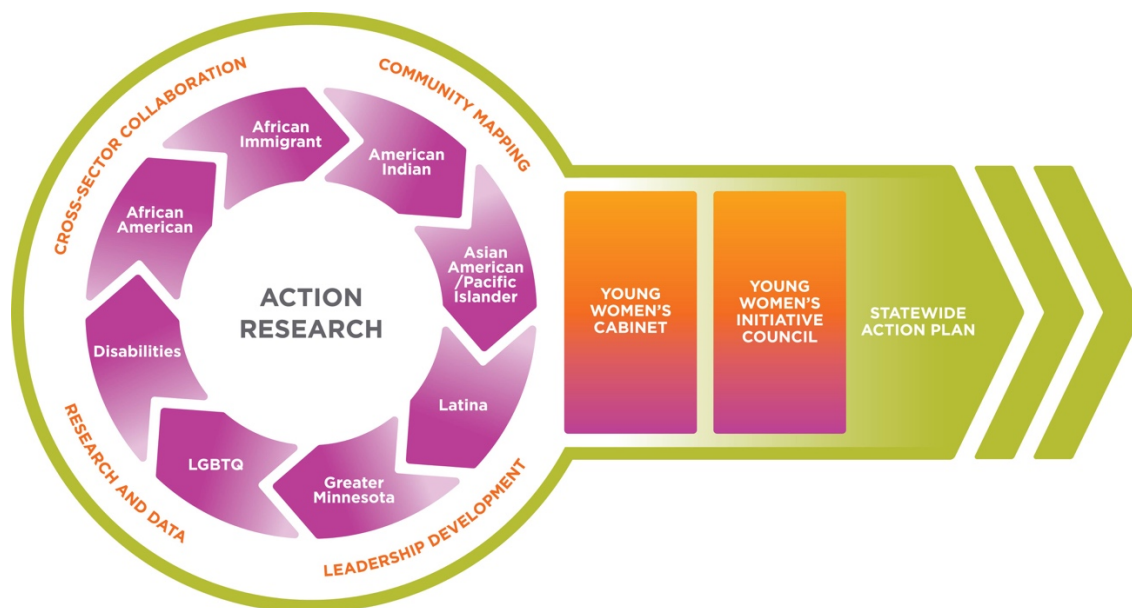 CROSS-SECTOR COLLABORATION
COMMUNITY MAPPING
African
Immigrant
American
Indian
Asian
American
/Pacific
Islander
Latina
Greater
Minnesota
LGBTQ
Disabilities
African
American
ACTION
RESEARCH
RESEARCH AND DATA
LEADERSHIP DEVELOPMENT
YOUNG
WOMEN'S
CABINET
YOUNG
WOMEN'S
INITIATIVE
COUNCIL
STATEWIDE
ACTION PLAN